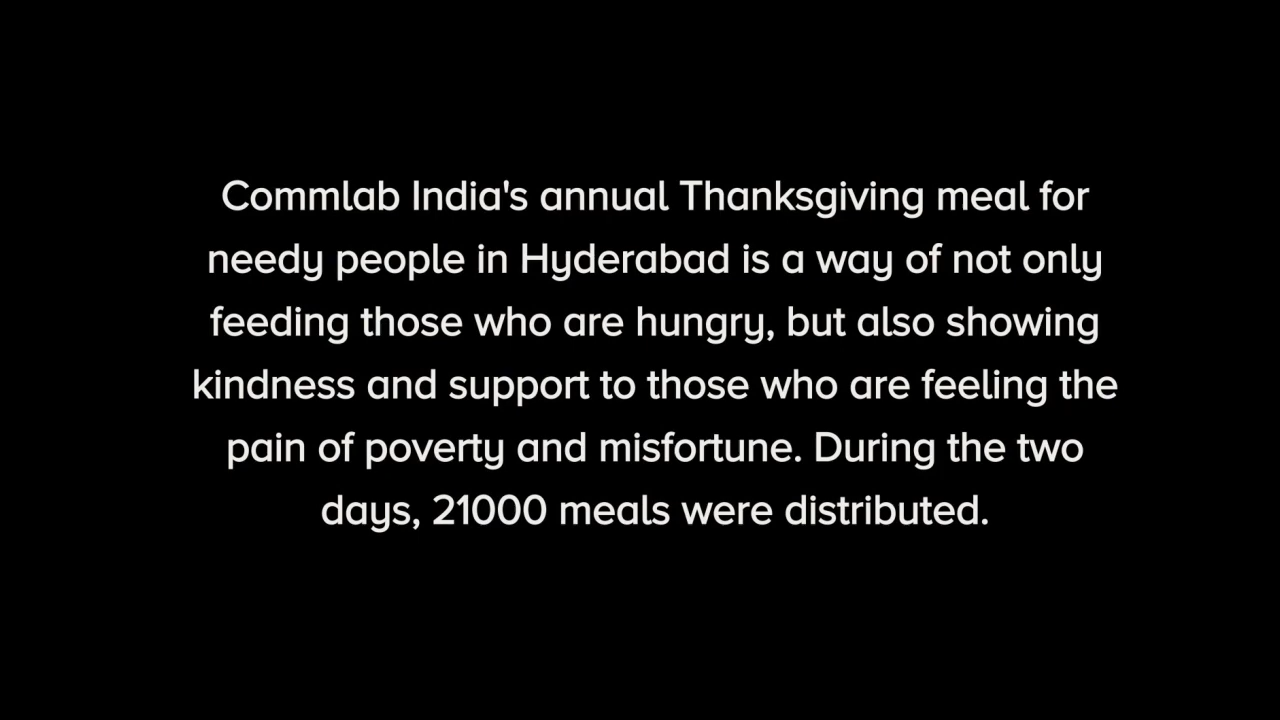 Commlab India's annual Thanksgiving meal for
needy people in Hyderabad is a way of not only
feeding those who are hungry, but also showing
kindness and support to those who are feeling the
pain of poverty and misfortune. During the two
days, 21000 meals were distributed.